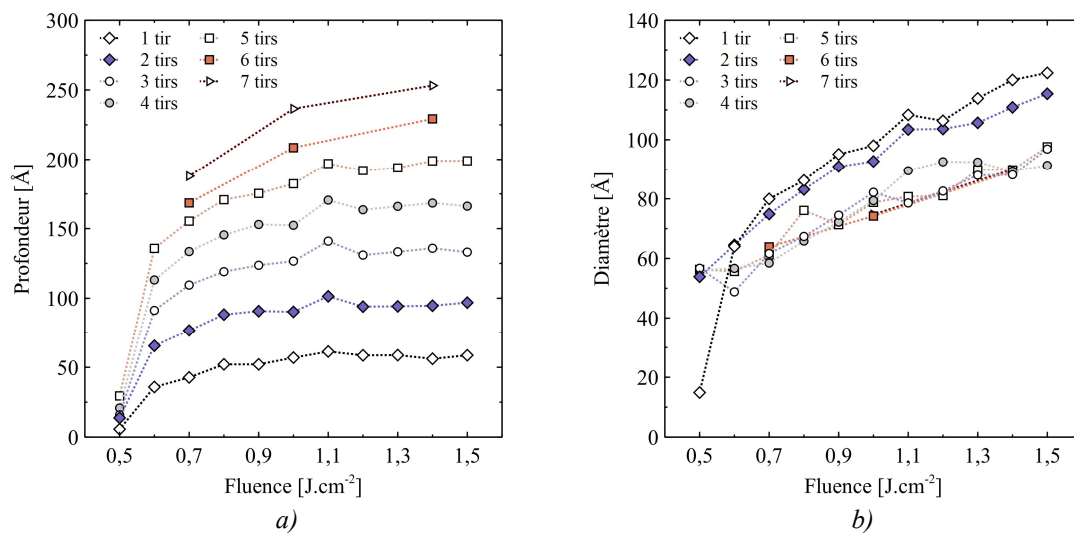 300
250
200
150
100
50
0
Profondeur [Å]
1 tir 5 tirs
2 tirs 6 tirs
3 tirs 7 tirs
4 tirs
0,5 0,7 0,9 1,1 1,3 1,5
Fluence [J.cm-2]
a)
140
120
100
80
60
40
20
0
Diamètre [Å]
1 tir 5 tirs
2 tirs 6 tirs
3 tirs 7 tirs
4 tirs
0,5 0,7 0,9 1,1 1,3 1,5
Fluence [J.cm-2]
b)